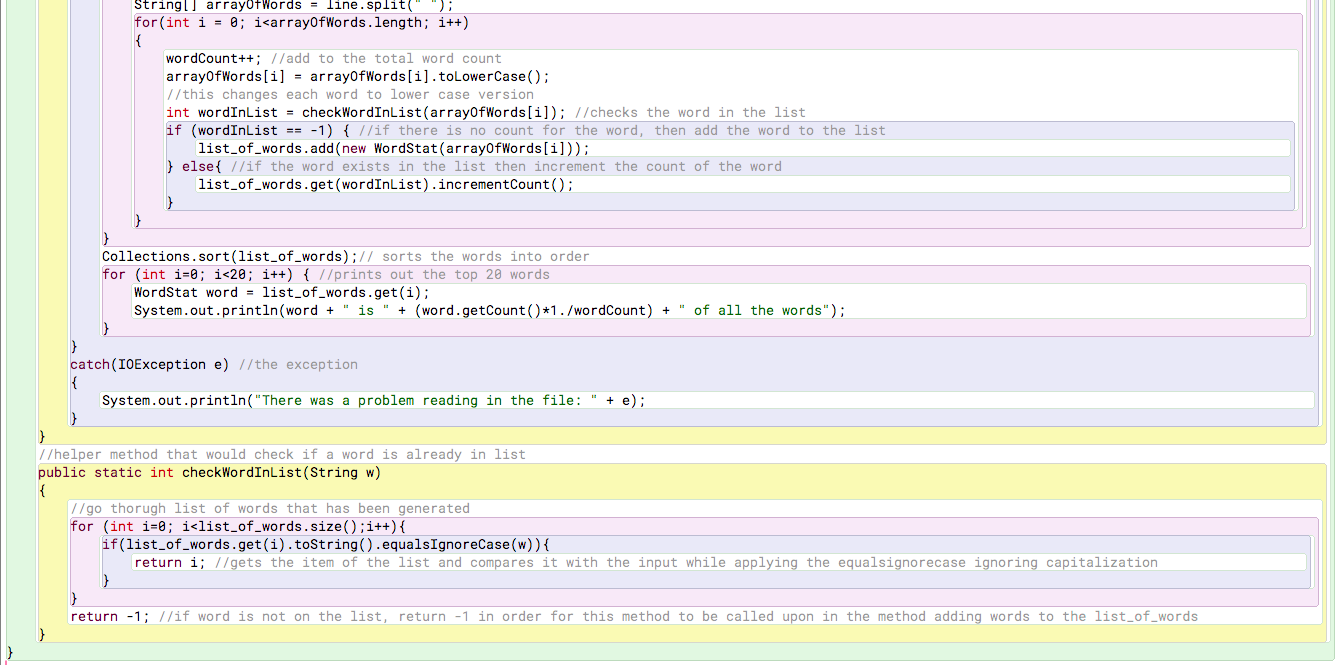 String[] arrayOfWords = line.split(" ");
for(int i = 0; i<arrayOfWords.length; i++)
{
wordCount++; //add to the total word count
arrayOfWords[i] = arrayOfWords[i].toLowerCase();
//this changes each word to lower case version
int wordInList = checkWordInList(arrayOfWords[i]); //checks the word in the list
if (wordInList == -1) { //if there is no count for the word, then add the word to the list
list_of_words.add(new WordStat(arrayOfWords[i]));
} else{ //if the word exists in the list then increment the count of the word
list_of_words.get(wordInList).incrementCount();
}
}
}
Collections.sort(list_of_words);// sorts the words into order
for (int i=0; i<20; i++) { //prints out the top 20 words
WordStat word = list_of_words.get(i);
System.out.println(word + " is " + (word.getCount()*1./wordCount) + " of all the words");
}
}
catch(IOException e) //the exception
{
System.out.println("There was a problem reading in the file: " + e);
}
}
//helper method that would check if a word is already in list
public static int checkWordInList(String w)
{
//go thorugh list of words that has been generated
for (int i=0; i<list_of_words.size();i++){
if(list_of_words.get(i).toString().equalsIgnoreCase(w)){
return i; //gets the item of the list and compares it with the input while applying the equalsignorecase ignoring capitalization
}
}
return -1; //if word is not on the list, return -1 in order for this method to be called upon in the method adding words to the list_of_words
}
}